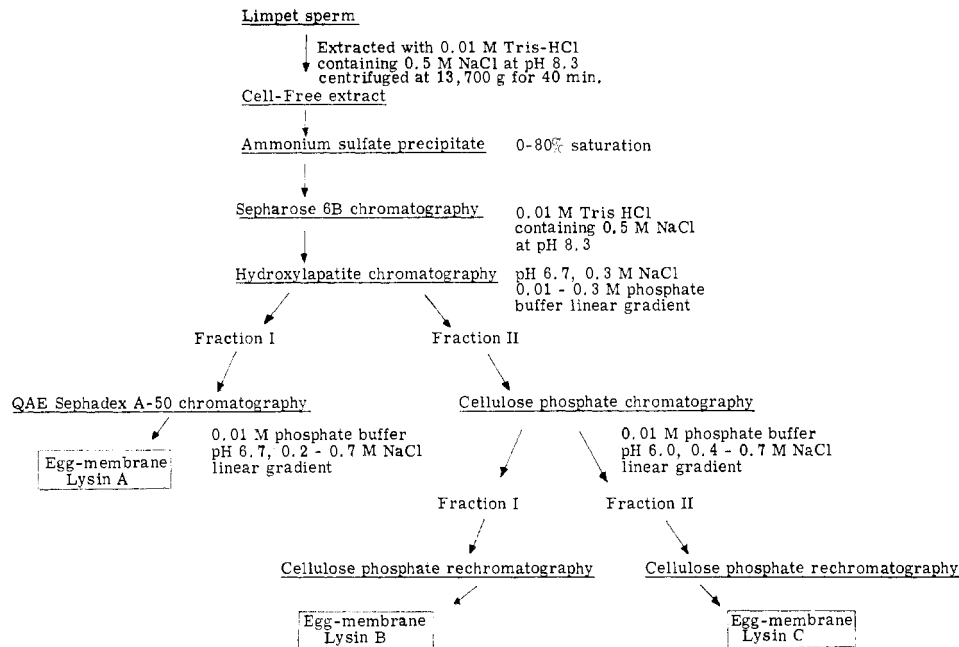 Limpet sperm
Extracted with 0.01 M Tris-HCl
containing 0.5 M NaCl at pH 8.3
centrifuged at 13,700 g for 40 min.
Cell-Free extract
Ammonium sulfate precipitate
0-80% saturation
Sepharose 6B chromatography
0.01 M Tris HCl
containing 0.5 M NaCl
at pH 8.3
Hydroxylapatite chromatography
pH 6.7, 0.3 M NaCl
0.01 - 0.3 M phosphate
buffer linear gradient
Fraction I
Fraction II
QAE Sephadex A-50 chromatography
Cellulose phosphate chromatography
0.01 M phosphate buffer
pH 6.7, 0.2 - 0.7 M NaCl
linear gradient
0.01 M phosphate buffer
pH 6.0, 0.4 - 0.7 M NaCl
linear gradient
Egg-membrane
Lysin A
Fraction I
Fraction II
Cellulose phosphate rechromatography
Cellulose phosphate rechromatography
Egg-membrane
Lysin B
Egg-membrane
Lysin C